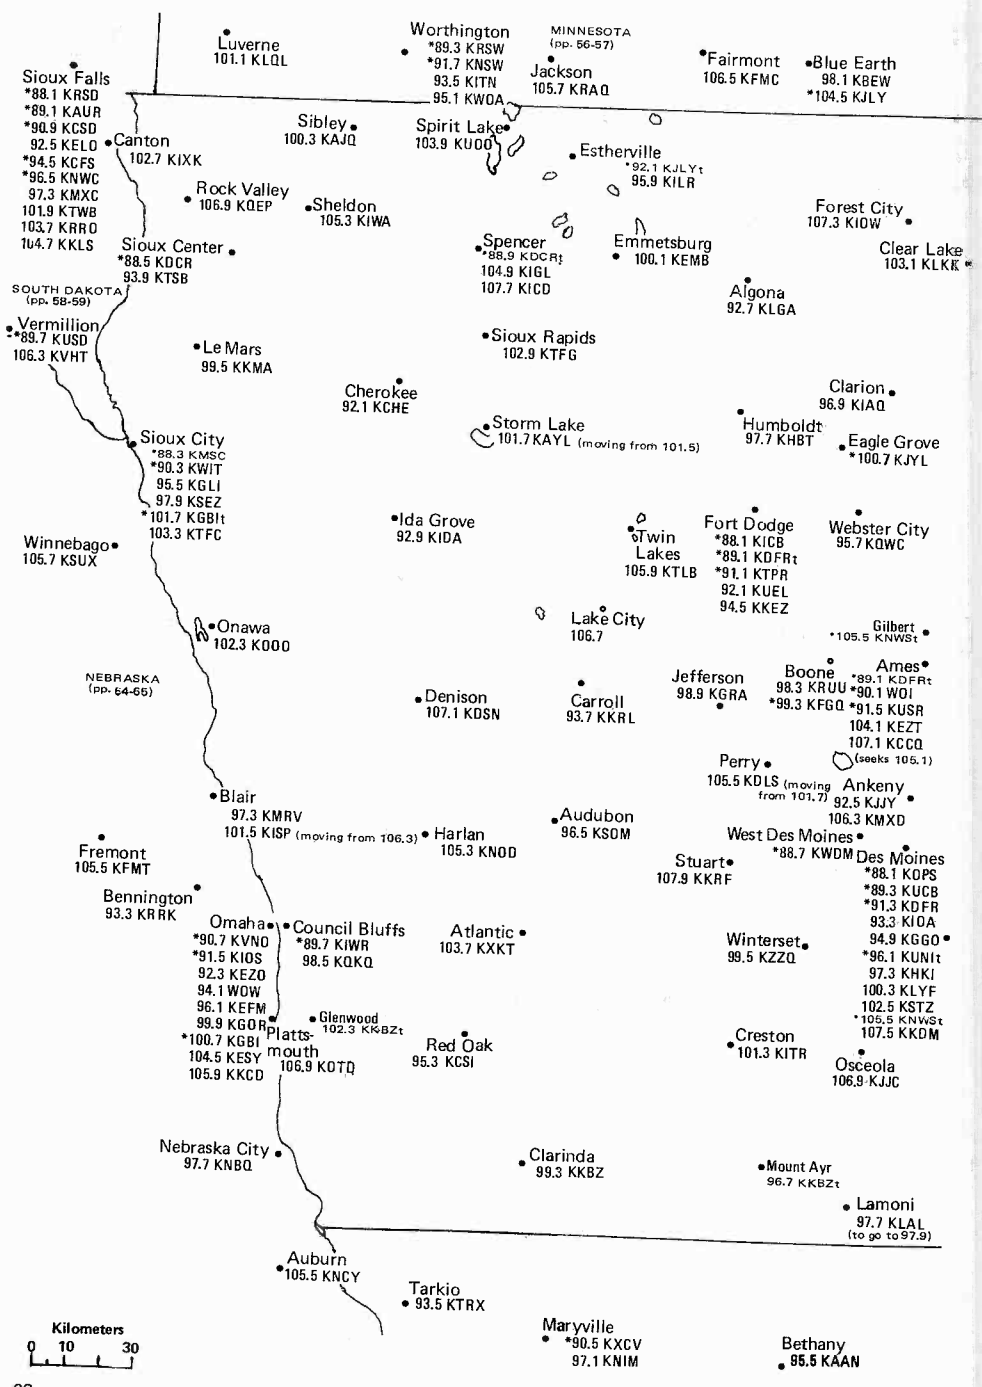 Luverne
101.1 KLQL
Worthington
*89.3 KRSW
*91.7 KNSW
93.5 KITN
95.1 KWOA
MINNESOTA
(pp. 56-57)
Jackson
105.7 KRAQ
Fairmont
106.5 KFMC
Blue Earth
98.1 KBEW
*104.5 KJLY
Sioux Falls
*88.1 KRSD
*89.1 KAUR
*90.9 KCSD
92.5 KELO
*94.5 KCFS
*96.5 KNWC
97.3 KMXC
101.9 KTWB
103.7 KRRO
104.7 KKLS
Canton
102.7 KIXK
Sibley
100.3 KAJQ
Spirit Lake
103.9 KUOO
Estherville
*92.1 KJLYt
95.9 KILR
Rock Valley
106.9 KQEP
Sheldon
105.3 KIWA
Forest City
107.3 KIOW
Clear Lake
103.1 KLKK
Sioux Center
*88.5 KDCR
93.9 KTSB
Spencer
*88.9 KDCRt
104.9 KIGL
107.7 KICD
Emmetsburg
100.1 KEMB
Algona
92.7 KLGA
SOUTH DAKOTA
(pp. 58-59)
Vermillion
*89.7 KUSD
106.3 KVHT
Le Mars
99.5 KKMA
Sioux Rapids
102.9 KTFG
Cherokee
92.1 KCHE
Clarion
96.9 KIAQ
Storm Lake
101.7 KAYL (moving from 101.5)
Humboldt
97.7 KHBT
Eagle Grove
*100.7 KJYL
Sioux City
*88.3 KMSC
*90.3 KWIT
95.5 KGLI
97.9 KSEZ
*101.7 KGBIt
103.3 KTFC
Winnebago
105.7 KSUX
Ida Grove
92.9 KIDA
Twin
Lakes
105.9 KTLB
Fort Dodge
*88.1 KICB
*89.1 KDFRt
*91.1 KTPR
92.1 KUEL
94.5 KKEZ
Webster City
95.7 KQWC
Onawa
102.3 KOOO
Lake City
106.7
Gilbert
*105.5 KNWSt
NEBRASKA
(pp. 64-65)
Denison
107.1 KDSN
Carroll
93.7 KKRL
Jefferson
98.9 KGRA
Boone
98.3 KRUU
*99.3 KFGQ
Ames
*89.1 KDFRt
*90.1 WOI
*91.5 KUSR
104.1 KEZT
107.1 KCCQ
(seeks 105.1)
Perry
105.5 KDLS (moving
from 101.7)
Ankeny
92.5 KJJY
106.3 KMXD
Blair
97.3 KMRV
101.5 KISP (moving from 106.3)
Harlan
105.3 KNOD
Audubon
96.5 KSOM
West Des Moines
*88.7 KWDM
Fremont
105.5 KFMT
Stuart
107.9 KKRF
Des Moines
*88.1 KOPS
*89.3 KUCB
*91.3 KDFR
93.3 KIOA
94.9 KGGO
*96.1 KUNIt
97.3 KHKI
100.3 KLYF
102.5 KSTZ
*105.5 KNWSt
107.5 KKDM
Bennington
93.3 KRRK
Omaha
*90.7 KVNO
*91.5 KIOS
92.3 KEZO
94.1 WOW
96.1 KEFM
99.9 KGOR
*100.7 KGBI
104.5 KESY
105.9 KKCD
Council Bluffs
*89.7 KIWR
98.5 KQKQ
Atlantic
103.7 KXKT
Winterset
99.5 KZZQ
Platts-
mouth
106.9 KOTD
Glenwood
102.3 KKBZt
Red Oak
95.3 KCSI
Creston
101.3 KITR
Osceola
106.9 KJJC
Nebraska City
97.7 KNBQ
Clarinda
99.3 KKBZ
Mount Ayr
96.7 KKBZt
Lamoni
97.7 KLAL
(to go to 97.9)
Auburn
105.5 KNCY
Tarkio
93.5 KTRX
Maryville
*90.5 KXCV
97.1 KNIM
Bethany
95.5 KAAN
Kilometers
0 10 30